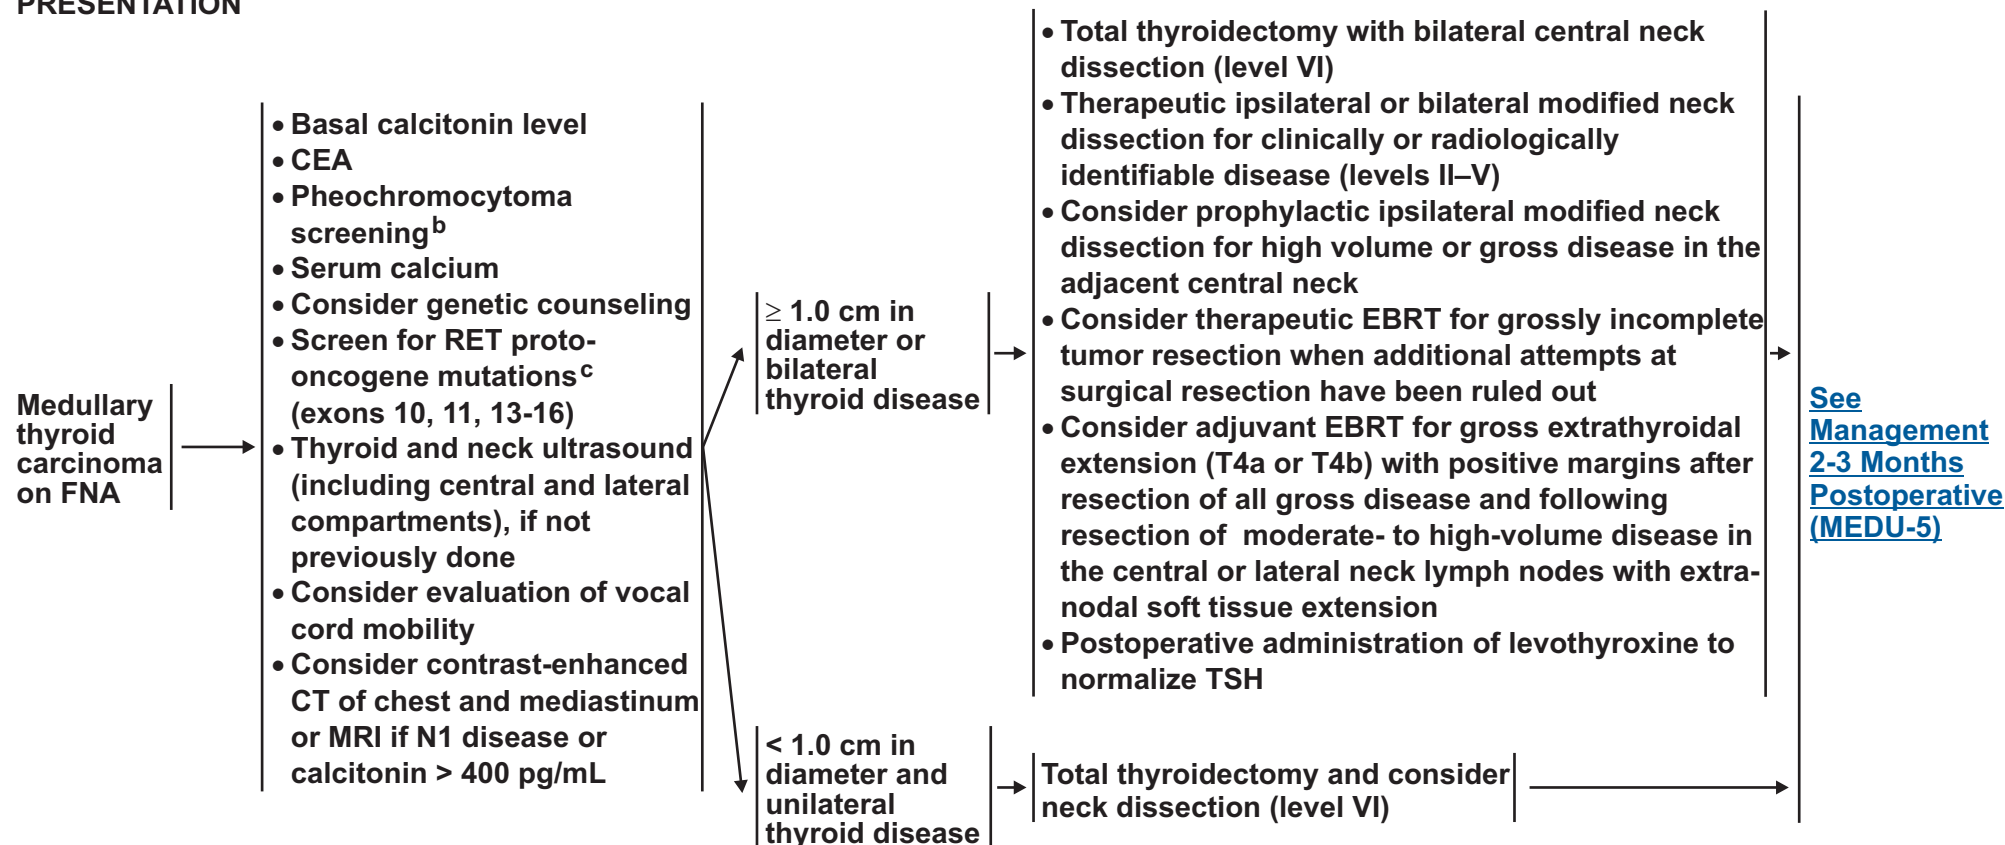 PRESENTATION
Medullary
thyroid
carcinoma
on FNA
• Basal calcitonin level
• CEA
• Pheochromocytoma
screening b
• Serum calcium
• Consider genetic counseling
• Screen for RET proto-
oncogene mutations c
(exons 10, 11, 13-16)
• Thyroid and neck ultrasound
(including central and lateral
compartments), if not
previously done
• Consider evaluation of vocal
cord mobility
• Consider contrast-enhanced
CT of chest and mediastinum
or MRI if N1 disease or
calcitonin > 400 pg/mL
≥ 1.0 cm in
diameter or
bilateral
thyroid disease
• Total thyroidectomy with bilateral central neck
dissection (level VI)
• Therapeutic ipsilateral or bilateral modified neck
dissection for clinically or radiologically
identifiable disease (levels II–V)
• Consider prophylactic ipsilateral modified neck
dissection for high volume or gross disease in the
adjacent central neck
• Consider therapeutic EBRT for grossly incomplete
tumor resection when additional attempts at
surgical resection have been ruled out
• Consider adjuvant EBRT for gross extrathyroidal
extension (T4a or T4b) with positive margins after
resection of all gross disease and following
resection of moderate- to high-volume disease in
the central or lateral neck lymph nodes with extra-
nodal soft tissue extension
• Postoperative administration of levothyroxine to
normalize TSH
< 1.0 cm in
diameter and
unilateral
thyroid disease
Total thyroidectomy and consider
neck dissection (level VI)
See
Management
2-3 Months
Postoperative
(MEDU-5)